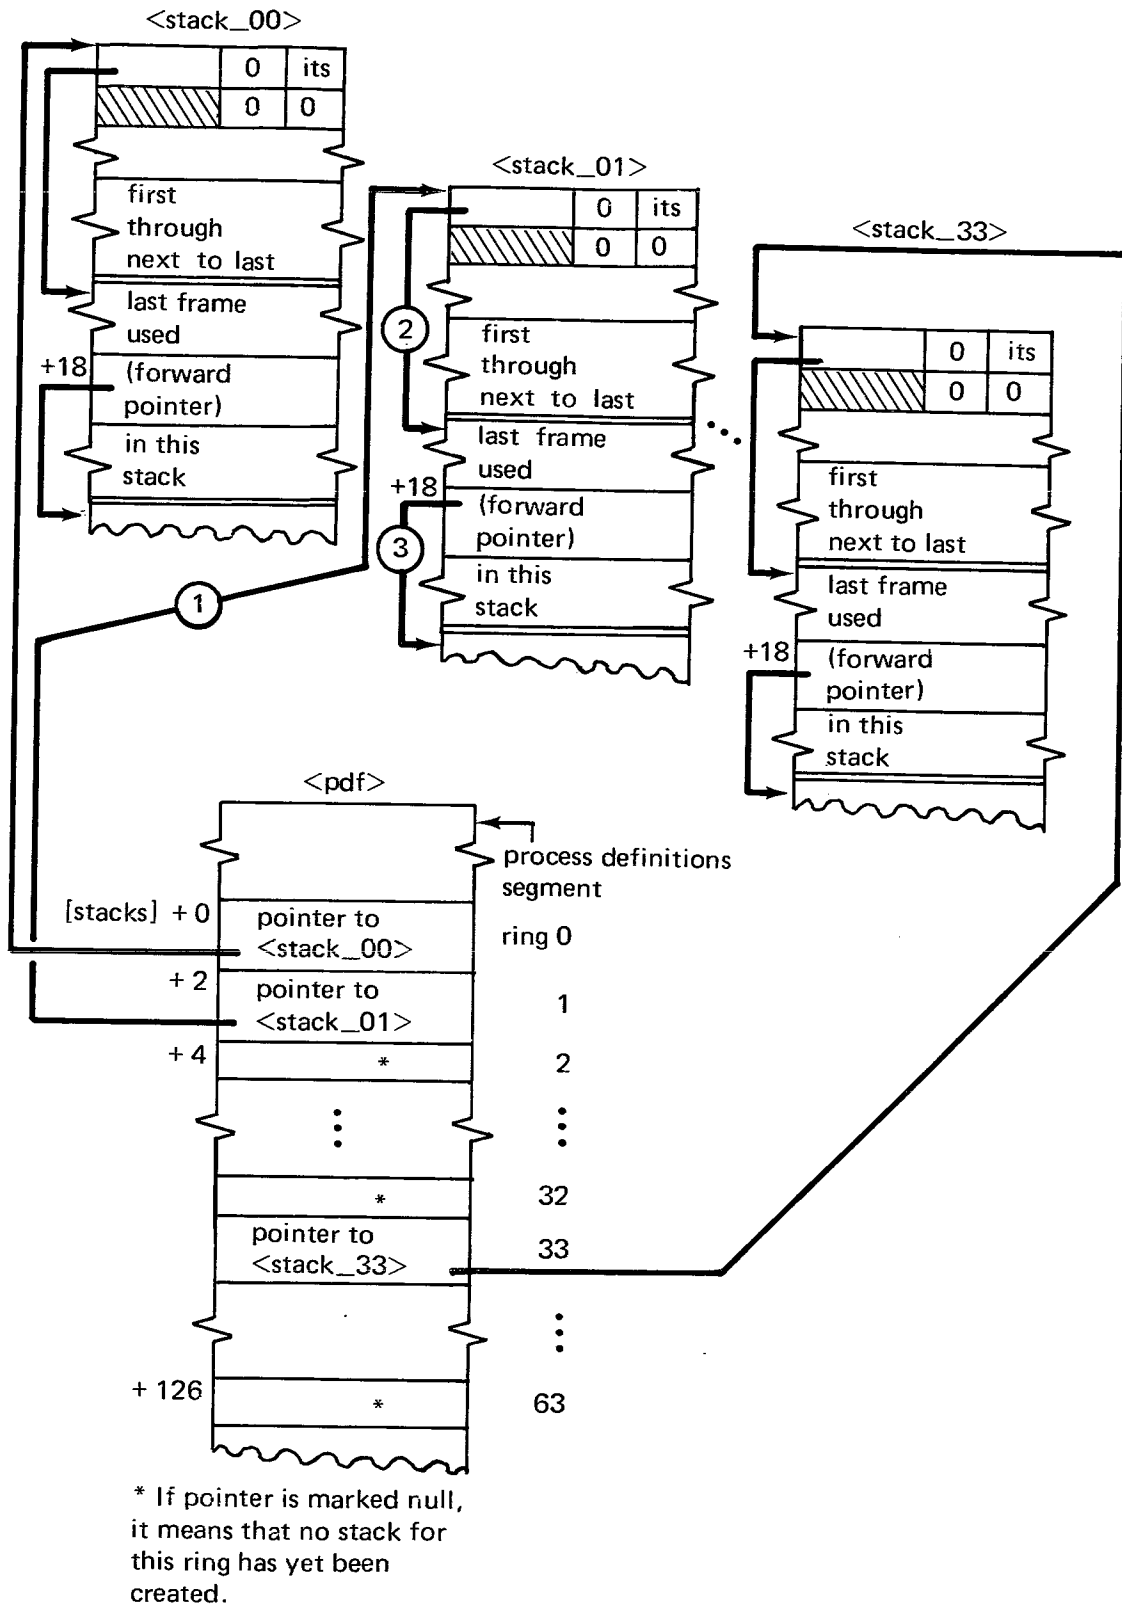 <stack_00>
0 its
0 0
first
through
next to last
last frame
used
+18 (forward
pointer)
in this
stack
<stack_01>
0 its
0 0
2
first
through
next to last
last frame
used
+18 (forward
3
pointer)
in this
stack
1
<stack_33>
0 its
0 0
first
through
next to last
last frame
used
+18 (forward
pointer)
in this
stack
<pdf>
process definitions
segment
[stacks] + 0 pointer to ring 0
<stack_00>
+ 2 pointer to 1
<stack_01>
+ 4 * 2
* 32
pointer to 33
<stack_33>
+ 126 * 63
* If pointer is marked null,
it means that no stack for
this ring has yet been
created.